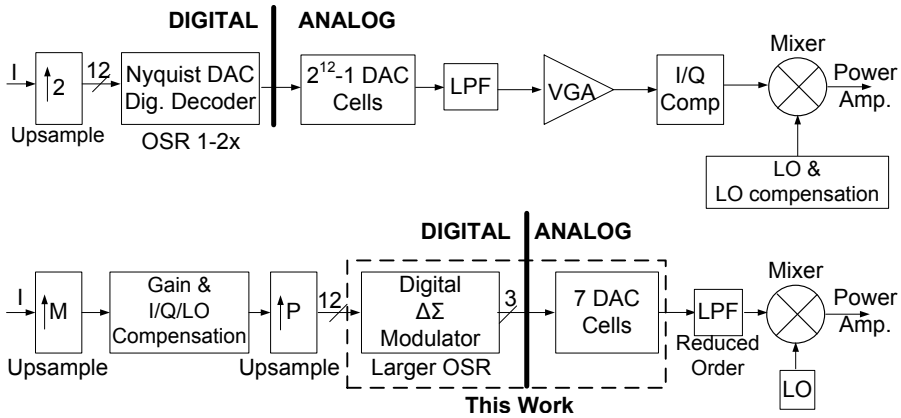 DIGITAL
ANALOG
Mixer
I
↑2
12
Nyquist DAC
Dig. Decoder
2¹²-1 DAC
Cells
LPF
VGA
I/Q
Comp
Power
Amp.
Upsample
OSR 1-2x
LO &
LO compensation
DIGITAL
ANALOG
Mixer
I
↑M
Gain &
I/Q/LO
Compensation
↑P
12
Digital
ΔΣ
Modulator
3
7 DAC
Cells
LPF
Power
Amp.
Upsample
Upsample
Larger OSR
Reduced
Order
LO
This Work